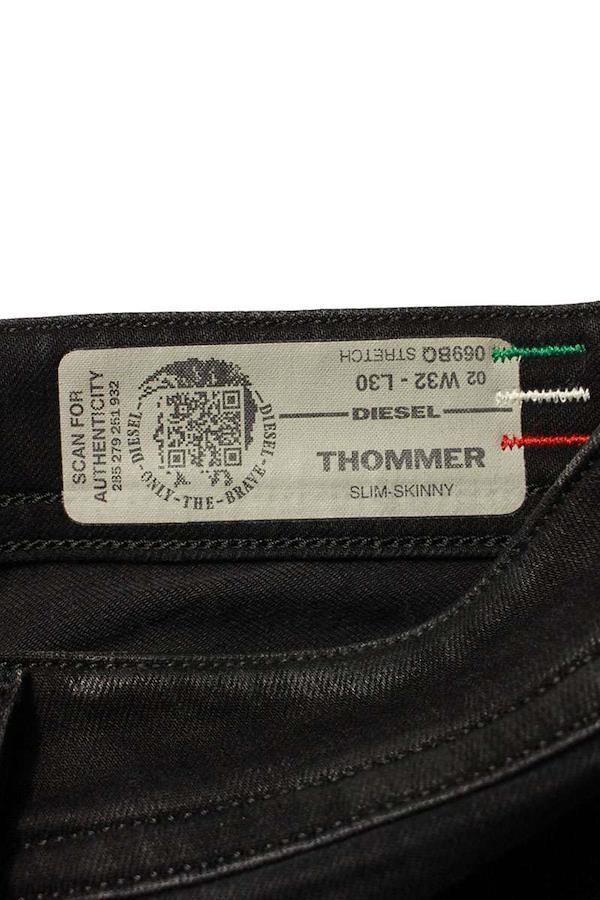 SCAN FOR
AUTHENTICITY
285 279 251 932
DIESEL
ONLY-THE-BRAVE
DIESEL
069BQ STRETCH
02 W32 - L30
DIESEL
THOMMER
SLIM-SKINNY